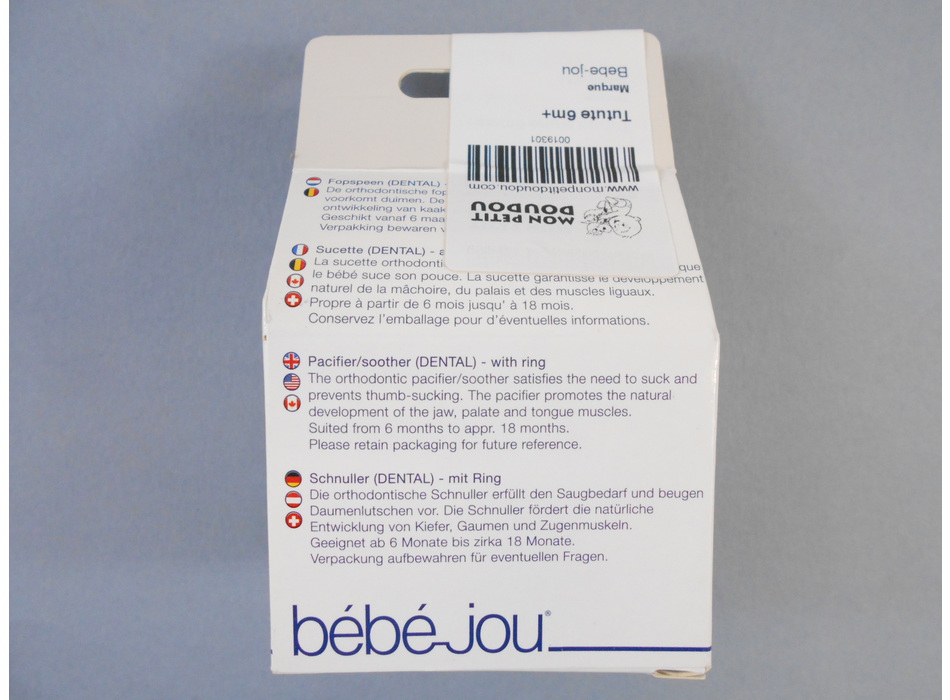 Bebe-jou
Marque
Tutute 6m+
0019301
www.monpetitdoudou.com
MON PETIT
DOUDOU
Fopspeen (DENTAL) -
De orthodontische
voorkomt duimen. De
ontwikkeling van
Geschikt vanaf 6
Verpakking bewaren
Sucette (DENTAL) -
La sucette
que
le bébé suce son pouce. La sucette garantisse le développement
naturel de la mâchoire, du palais et des muscles liguaux.
Propre à partir de 6 mois jusqu' à 18 mois.
Conservez l'emballage pour d'éventuelles informations.
Pacifier/soother (DENTAL) - with ring
The orthodontic pacifier/soother satisfies the need to suck and
prevents thumb-sucking. The pacifier promotes the natural
development of the jaw, palate and tongue muscles.
Suited from 6 months to appr. 18 months.
Please retain packaging for future reference.
Schnuller (DENTAL) - mit Ring
Die orthodontische Schnuller erfüllt den Saugbedarf und beugen
Daumenlutschen vor. Die Schnuller fördert die natürliche
Entwicklung von Kiefer, Gaumen und Zugenmuskeln.
Geeignet ab 6 Monate bis zirka 18 Monate.
Verpackung aufbewahren für eventuellen Fragen.
bébé-jou®